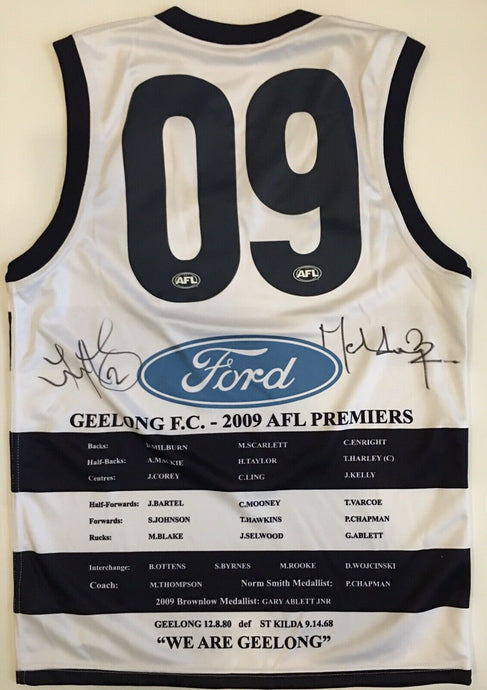 09
AFL AFL
Ford
GEELONG F.C. - 2009 AFL PREMIERS
Backs: D.MILBURN M.SCARLETT C.ENRIGHT
Half-Backs: A.MACKIE H.TAYLOR T.HARLEY (C)
Centres: J.COREY C.LING J.KELLY
Half-Forwards: J.BARTEL C.MOONEY T.VARCOE
Forwards: S.JOHNSON T.HAWKINS P.CHAPMAN
Rucks: M.BLAKE J.SELWOOD G.ABLETT
Interchange: B.OTTENS S.BYRNES M.ROOKE D.WOJCINSKI
Coach: M.THOMPSON Norm Smith Medallist: P.CHAPMAN
2009 Brownlow Medallist: GARY ABLETT JNR
GEELONG 12.8.80 def ST KILDA 9.14.68
“WE ARE GEELONG”